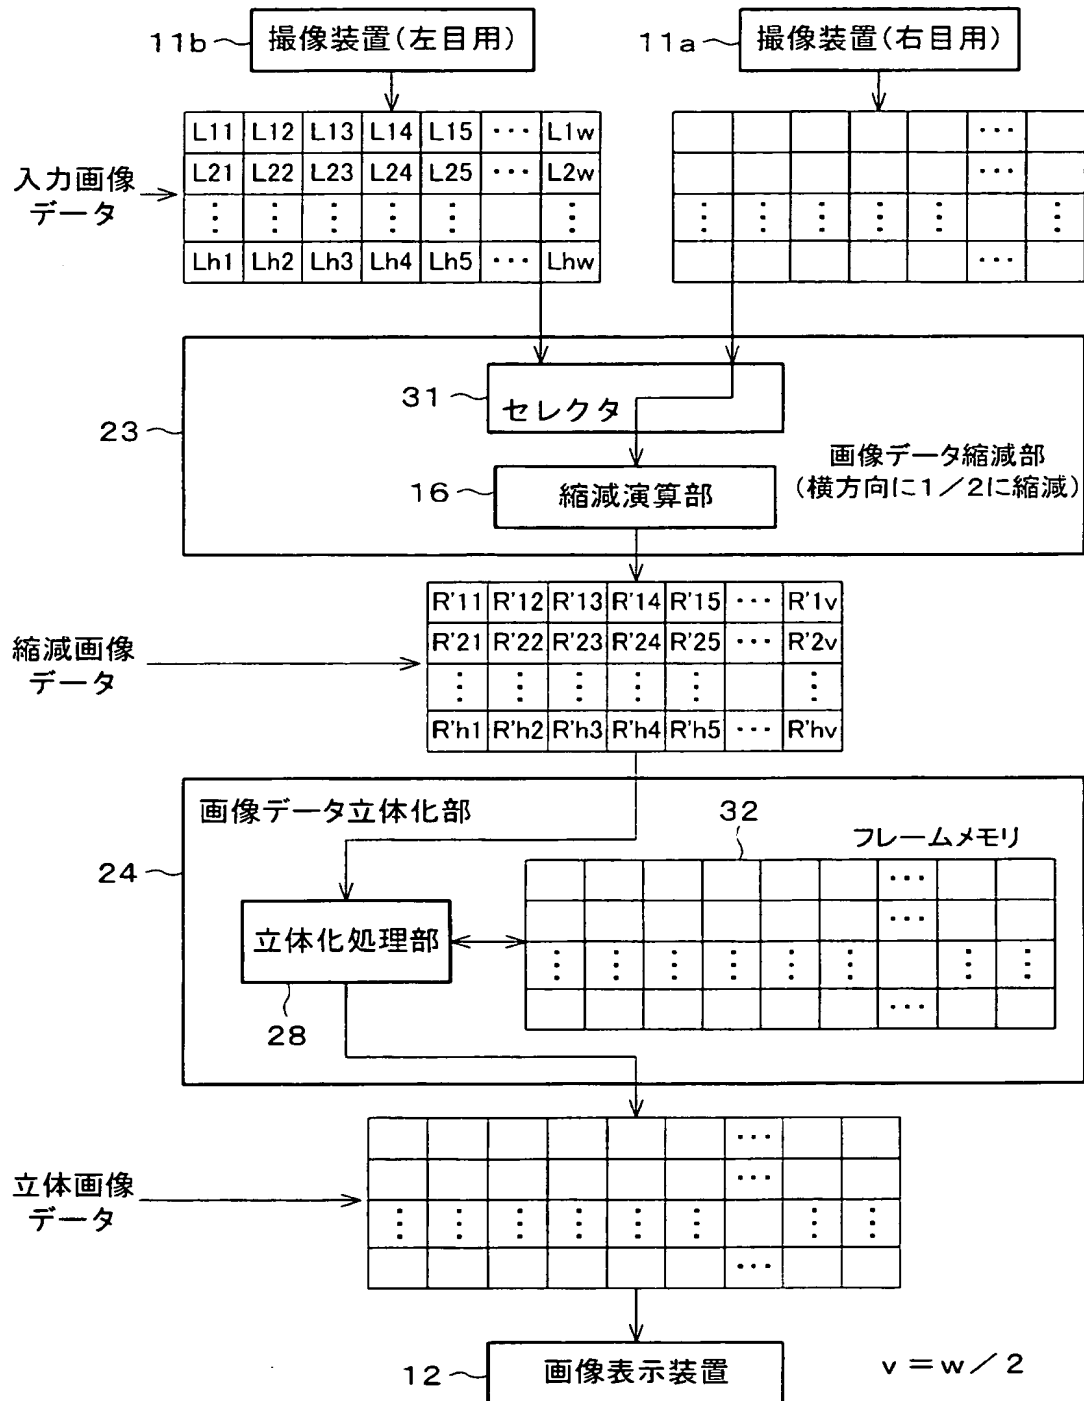 11b 撮像装置(左目用)
11a 撮像装置(右目用)
L11 L12 L13 L14 L15 ··· L1w
L21 L22 L23 L24 L25 ··· L2w
⋮ ⋮ ⋮ ⋮ ⋮ ⋮
Lh1 Lh2 Lh3 Lh4 Lh5 ··· Lhw
···
···
⋮ ⋮ ⋮ ⋮ ⋮ ⋮
···
入力画像
データ
31
セレクタ
23
画像データ縮減部
(横方向に1/2に縮減)
16
縮減演算部
R'11 R'12 R'13 R'14 R'15 ··· R'1v
R'21 R'22 R'23 R'24 R'25 ··· R'2v
⋮ ⋮ ⋮ ⋮ ⋮ ⋮
R'h1 R'h2 R'h3 R'h4 R'h5 ··· R'hv
縮減画像
データ
画像データ立体化部
32
フレームメモリ
24
···
···
⋮ ⋮ ⋮ ⋮ ⋮ ⋮ ⋮ ⋮
···
立体化処理部
28
···
···
⋮ ⋮ ⋮ ⋮ ⋮ ⋮ ⋮ ⋮
···
立体画像
データ
12 画像表示装置
v=w/2